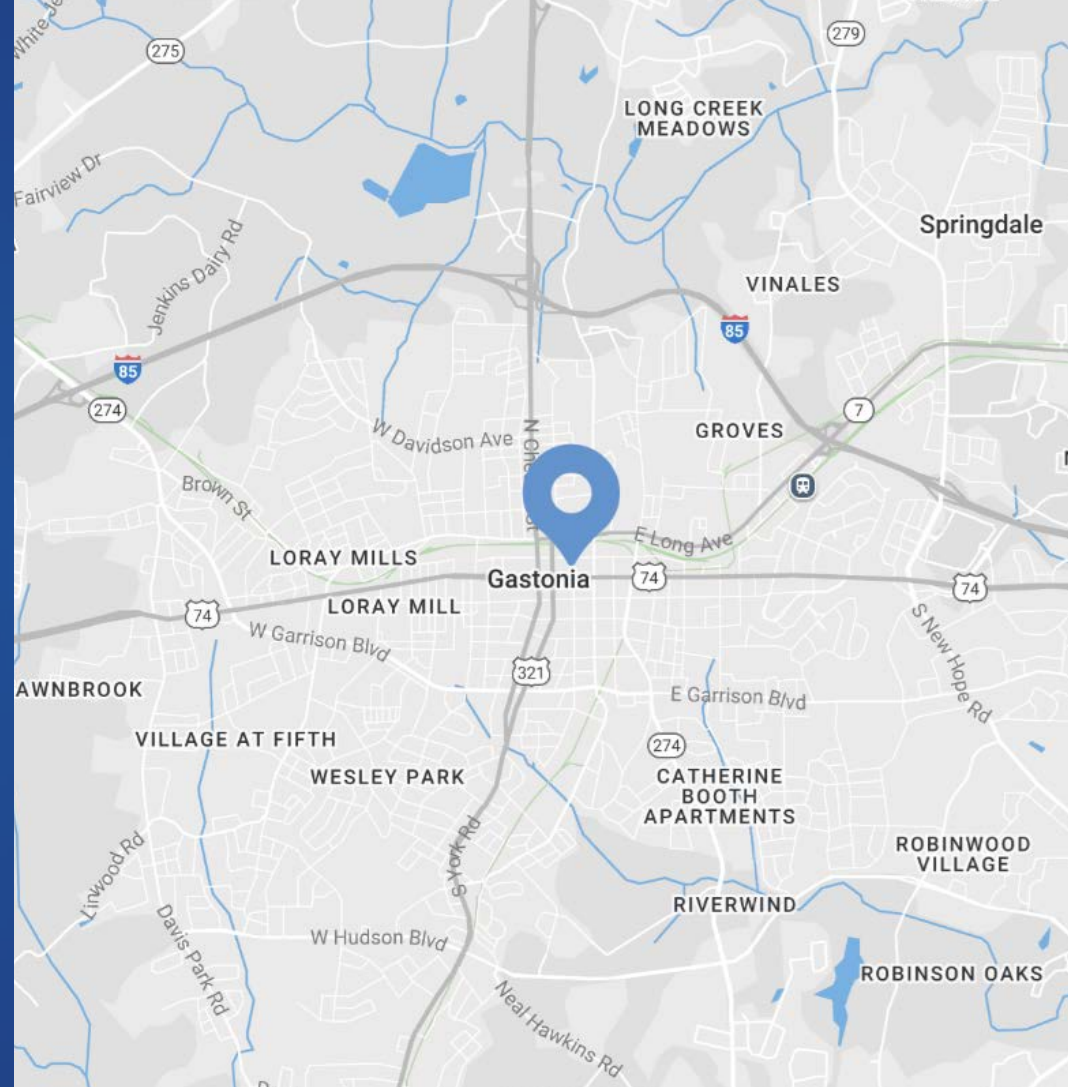 275
279
LONG CREEK
MEADOWS
Fairview Dr
Springdale
Jenkins Dairy Rd
VINALES
85
85
274
7
W Davidson Ave
GROVES
Brown St
E Long Ave
LORAY MILLS
Gastonia
74
74
LORAY MILL
74
W Garrison Blvd
S New Hope Rd
321
AWNBROOK
E Garrison Blvd
VILLAGE AT FIFTH
274
WESLEY PARK
CATHERINE
BOOTH
APARTMENTS
S York Rd
ROBINWOOD
VILLAGE
Linwood Rd
RIVERWIND
Davis Park Rd
W Hudson Blvd
ROBINSON OAKS
Neal Hawkins Rd